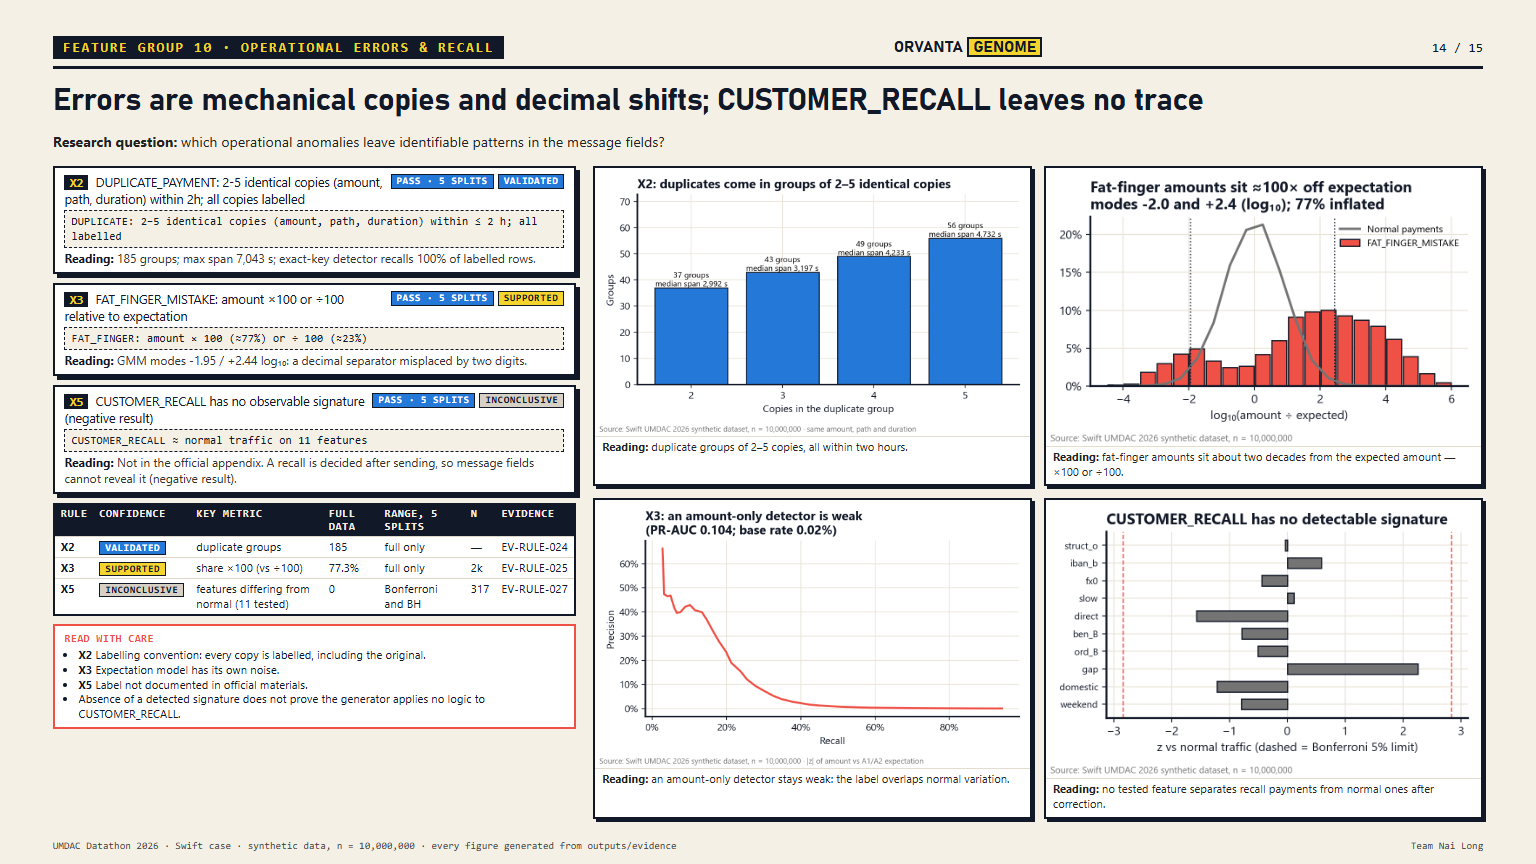 FEATURE GROUP 10 · OPERATIONAL ERRORS & RECALL
ORVANTA GENOME
14 / 15
Errors are mechanical copies and decimal shifts; CUSTOMER_RECALL leaves no trace
Research question: which operational anomalies leave identifiable patterns in the message fields?
X2 DUPLICATE_PAYMENT: 2-5 identical copies (amount, path, duration) within 2h; all copies labelled
PASS · 5 SPLITS VALIDATED
DUPLICATE: 2–5 identical copies (amount, path, duration) within ≤ 2 h; all
labelled
Reading: 185 groups; max span 7,043 s; exact-key detector recalls 100% of labelled rows.
X3 FAT_FINGER_MISTAKE: amount ×100 or ÷100 relative to expectation
PASS · 5 SPLITS SUPPORTED
FAT_FINGER: amount × 100 (≈77%) or ÷ 100 (≈23%)
Reading: GMM modes -1.95 / +2.44 log₁₀: a decimal separator misplaced by two digits.
X5 CUSTOMER_RECALL has no observable signature (negative result)
PASS · 5 SPLITS INCONCLUSIVE
CUSTOMER_RECALL ≈ normal traffic on 11 features
Reading: Not in the official appendix. A recall is decided after sending, so message fields
cannot reveal it (negative result).
RULE CONFIDENCE KEY METRIC FULL DATA RANGE, 5 SPLITS N EVIDENCE
X2 VALIDATED duplicate groups 185 full only — EV-RULE-024
X3 SUPPORTED share ×100 (vs ÷100) 77.3% full only 2k EV-RULE-025
X5 INCONCLUSIVE features differing from normal (11 tested) 0 Bonferroni and BH 317 EV-RULE-027
READ WITH CARE
• X2 Labelling convention: every copy is labelled, including the original.
• X3 Expectation model has its own noise.
• X5 Label not documented in official materials.
• Absence of a detected signature does not prove the generator applies no logic to
CUSTOMER_RECALL.
X2: duplicates come in groups of 2–5 identical copies
Groups
70
60
50
40
30
20
10
0
37 groups
median span 2,992 s
43 groups
median span 3,197 s
49 groups
median span 4,233 s
56 groups
median span 4,732 s
2 3 4 5
Copies in the duplicate group
Source: Swift UMDAC 2026 synthetic dataset, n = 10,000,000 · same amount, path and duration
Reading: duplicate groups of 2–5 copies, all within two hours.
Fat-finger amounts sit ≈100× off expectation
modes -2.0 and +2.4 (log₁₀); 77% inflated
Normal payments
FAT_FINGER_MISTAKE
20%
15%
10%
5%
0%
−4 −2 0 2 4 6
log₁₀(amount ÷ expected)
Source: Swift UMDAC 2026 synthetic dataset, n = 10,000,000
Reading: fat-finger amounts sit about two decades from the expected amount —
×100 or ÷100.
X3: an amount-only detector is weak
(PR-AUC 0.104; base rate 0.02%)
Precision
60%
50%
40%
30%
20%
10%
0%
0% 20% 40% 60% 80%
Recall
Source: Swift UMDAC 2026 synthetic dataset, n = 10,000,000 · |z| of amount vs A1/A2 expectation
Reading: an amount-only detector stays weak: the label overlaps normal variation.
CUSTOMER_RECALL has no detectable signature
struct_o
iban_b
fx0
slow
direct
ben_B
ord_B
gap
domestic
weekend
−3 −2 −1 0 1 2 3
z vs normal traffic (dashed = Bonferroni 5% limit)
Source: Swift UMDAC 2026 synthetic dataset, n = 10,000,000
Reading: no tested feature separates recall payments from normal ones after
correction.
UMDAC Datathon 2026 · Swift case · synthetic data, n = 10,000,000 · every figure generated from outputs/evidence
Team Nai Long